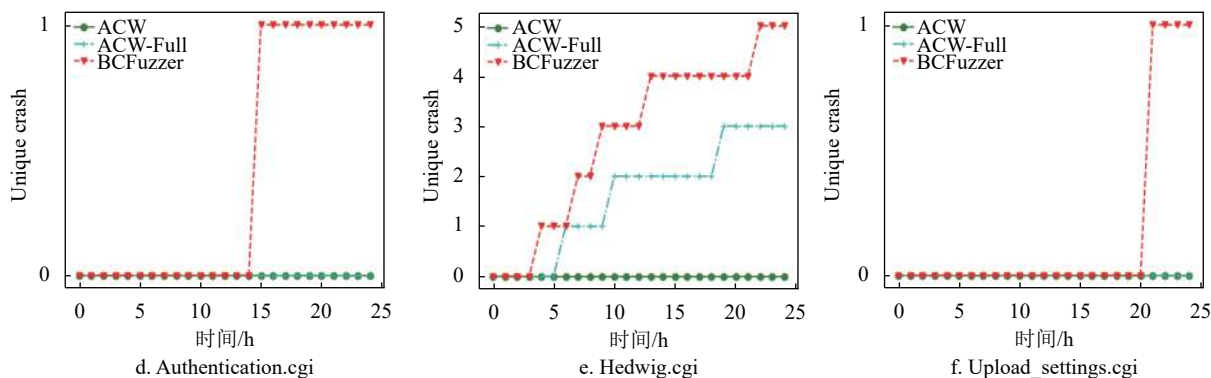 1
0
Unique crash
ACW
ACW-Full
BCFuzzer
0 5 10 15 20 25
时间/h
d. Authentication.cgi
5
4
3
2
1
0
Unique crash
ACW
ACW-Full
BCFuzzer
0 5 10 15 20 25
时间/h
e. Hedwig.cgi
1
0
Unique crash
ACW
ACW-Full
BCFuzzer
0 5 10 15 20 25
时间/h
f. Upload_settings.cgi